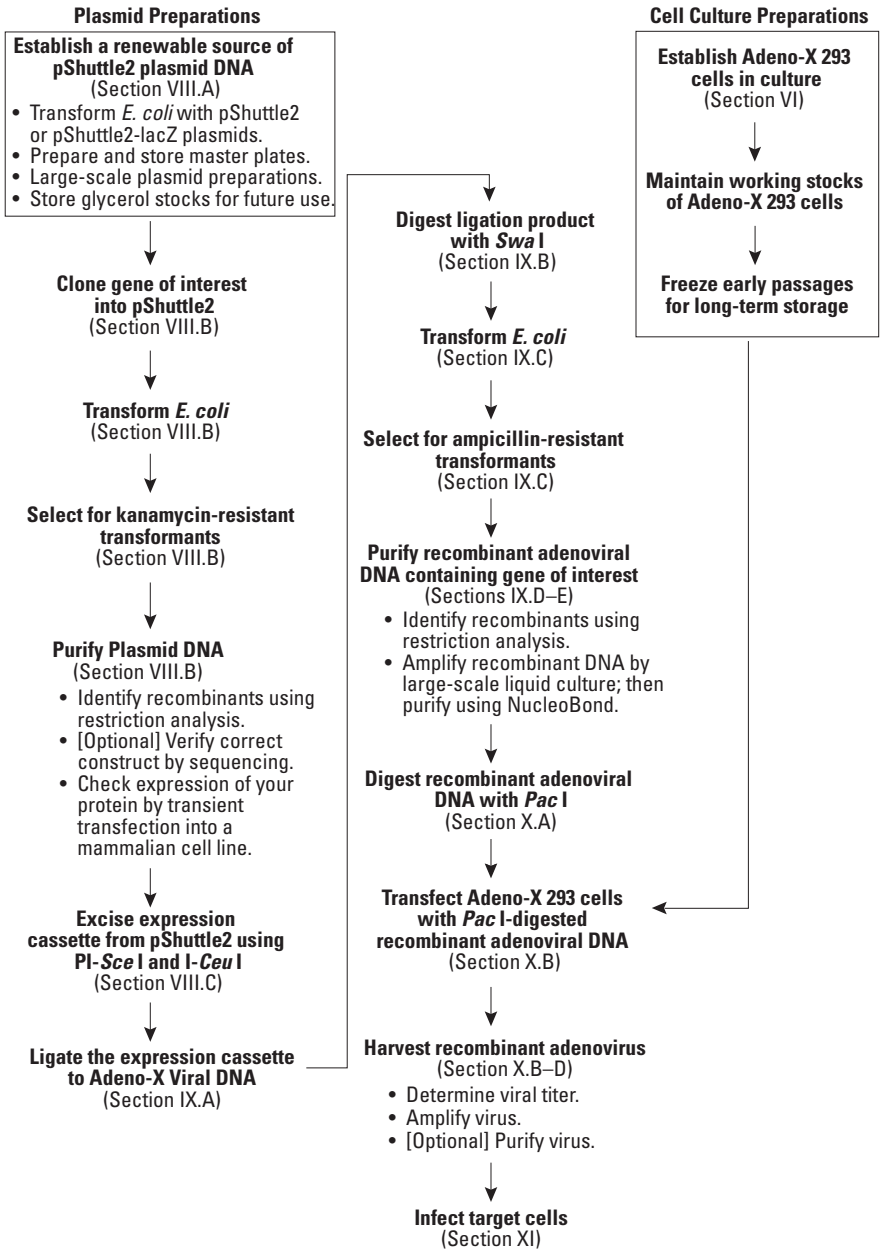 Plasmid Preparations
Establish a renewable source of
pShuttle2 plasmid DNA
(Section VIII.A)
• Transform E. coli with pShuttle2
or pShuttle2-lacZ plasmids.
• Prepare and store master plates.
• Large-scale plasmid preparations.
• Store glycerol stocks for future use.
Clone gene of interest
into pShuttle2
(Section VIII.B)
Transform E. coli
(Section VIII.B)
Select for kanamycin-resistant
transformants
(Section VIII.B)
Purify Plasmid DNA
(Section VIII.B)
• Identify recombinants using
restriction analysis.
• [Optional] Verify correct
construct by sequencing.
• Check expression of your
protein by transient
transfection into a
mammalian cell line.
Excise expression
cassette from pShuttle2 using
PI-Sce I and I-Ceu I
(Section VIII.C)
Ligate the expression cassette
to Adeno-X Viral DNA
(Section IX.A)
Digest ligation product
with Swa I
(Section IX.B)
Transform E. coli
(Section IX.C)
Select for ampicillin-resistant
transformants
(Section IX.C)
Purify recombinant adenoviral
DNA containing gene of interest
(Sections IX.D–E)
• Identify recombinants using
restriction analysis.
• Amplify recombinant DNA by
large-scale liquid culture; then
purify using NucleoBond.
Digest recombinant adenoviral
DNA with Pac I
(Section X.A)
Transfect Adeno-X 293 cells
with Pac I-digested
recombinant adenoviral DNA
(Section X.B)
Harvest recombinant adenovirus
(Section X.B–D)
• Determine viral titer.
• Amplify virus.
• [Optional] Purify virus.
Infect target cells
(Section XI)
Cell Culture Preparations
Establish Adeno-X 293
cells in culture
(Section VI)
Maintain working stocks
of Adeno-X 293 cells
Freeze early passages
for long-term storage